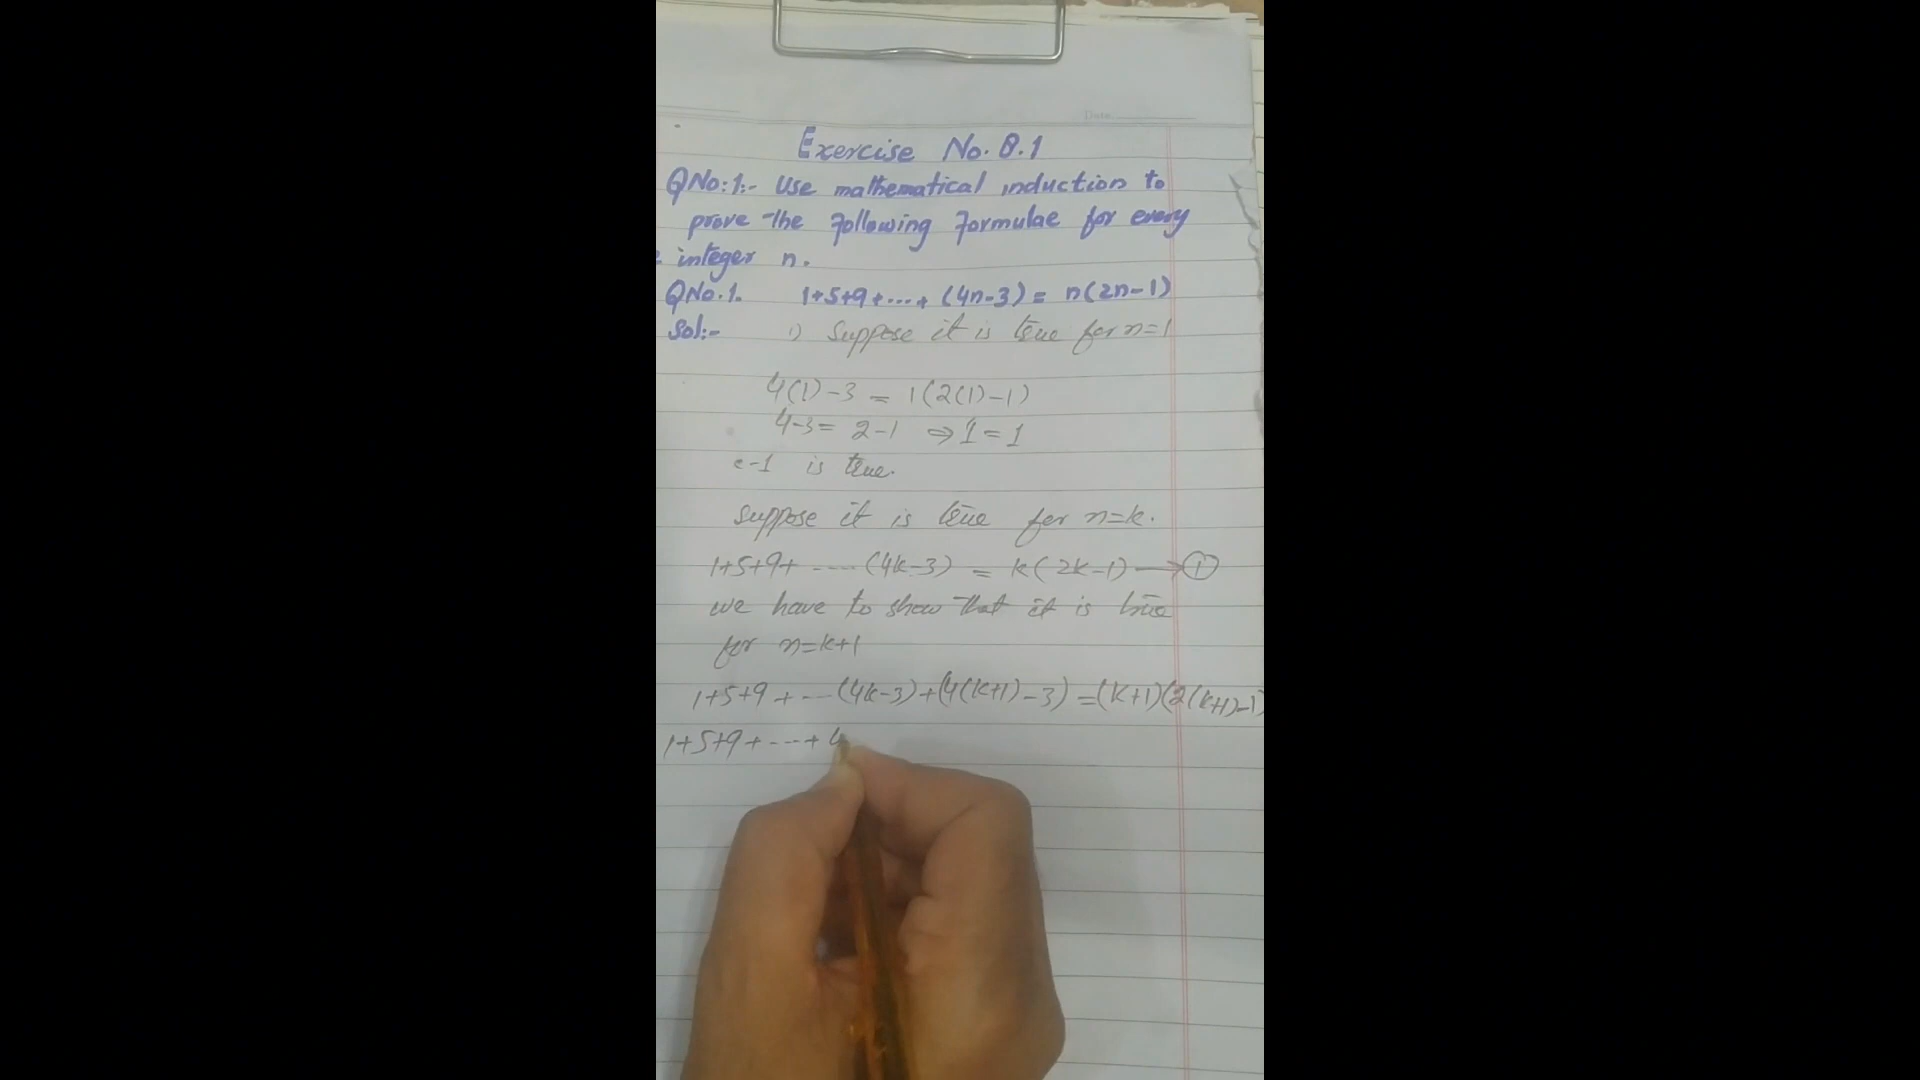 Date
Exercise No. 8.1
QNo:1:- Use mathematical induction to
prove the following formulae for every
integer n.
QNo.1. 1+5+9+....+ (4n-3) = n(2n-1)
Sol:- i) Suppose it is true for n=1
4(1)-3 = 1(2(1)-1)
4-3 = 2-1 ⇒ 1 = 1
c-1 is true.
suppose it is true for n=k.
1+5+9+ ..... (4k-3) = k(2k-1) → ①
we have to show that it is true
for n=k+1
1+5+9 + --- (4k-3)+(4(k+1)-3) = (k+1)(2(k+1)-1)
1+5+9+----+ 4